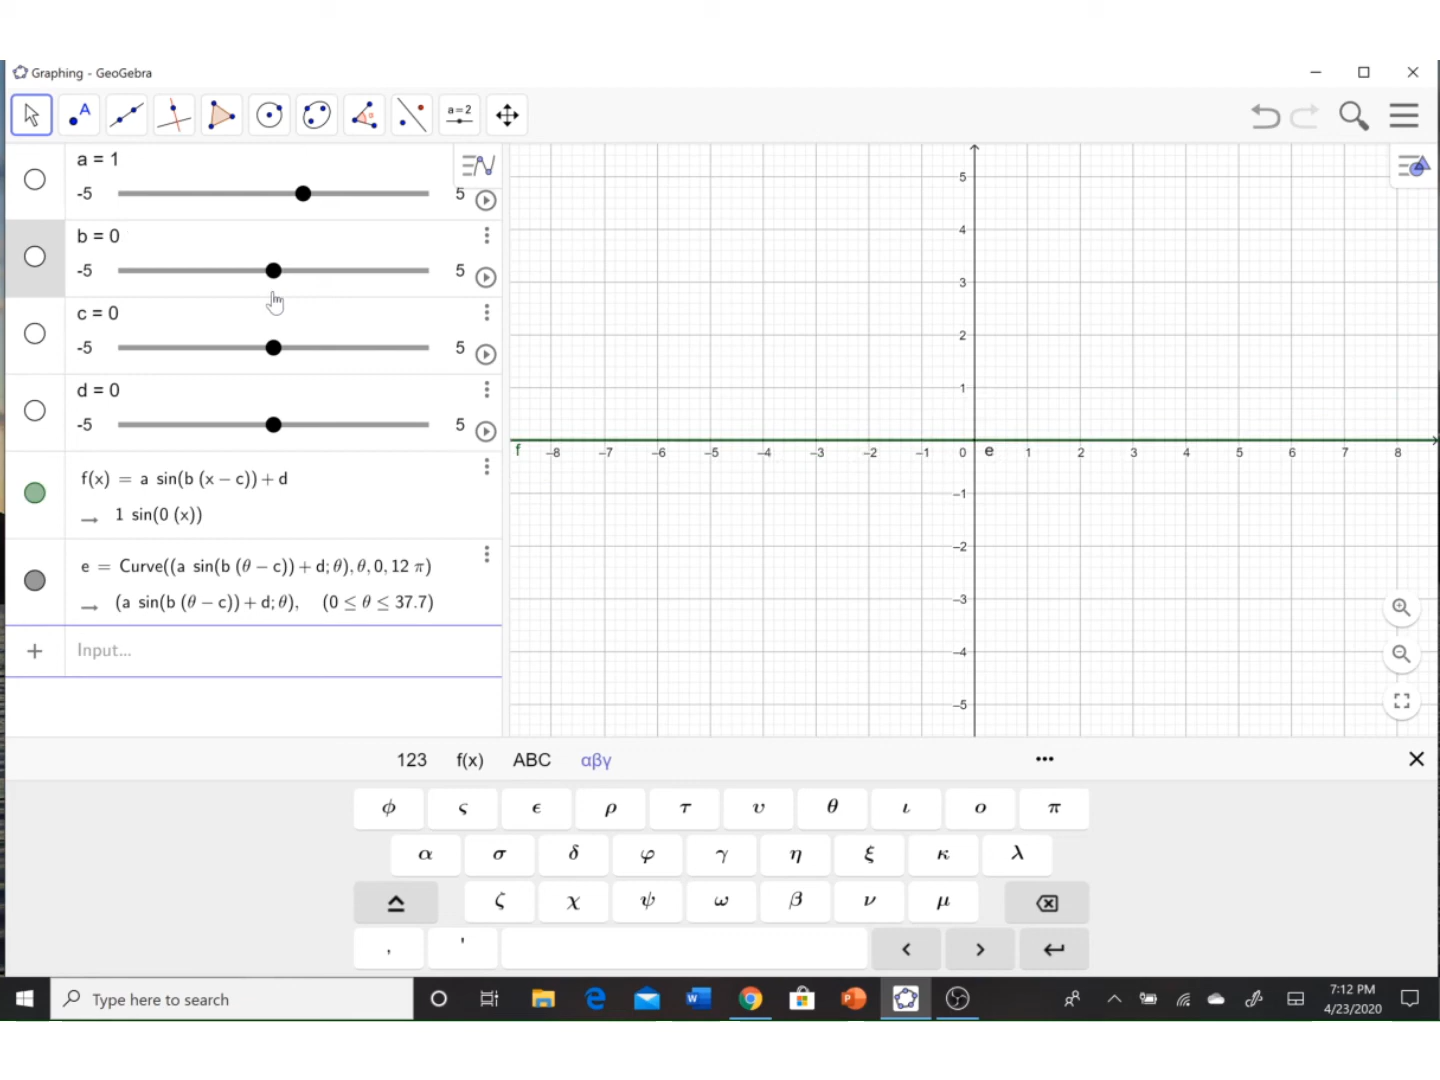 Graphing - GeoGebra
A
a=2
a = 1
-5
5
b = 0
-5
5
c = 0
-5
5
d = 0
-5
5
f(x) = a sin(b (x − c)) + d
→ 1 sin(0 (x))
e = Curve((a sin(b (θ − c)) + d; θ), θ, 0, 12 π)
→ (a sin(b (θ − c)) + d; θ), (0 ≤ θ ≤ 37.7)
+ Input...
5
4
3
2
1
f –8 –7 –6 –5 –4 –3 –2 –1 0 e 1 2 3 4 5 6 7 8
–1
–2
–3
–4
–5
123 f(x) ABC αβγ
ϕ ς ϵ ρ τ υ θ ι ο π
α σ δ φ γ η ξ κ λ
ζ χ ψ ω β ν μ
, ' < >
Type here to search
7:12 PM
4/23/2020